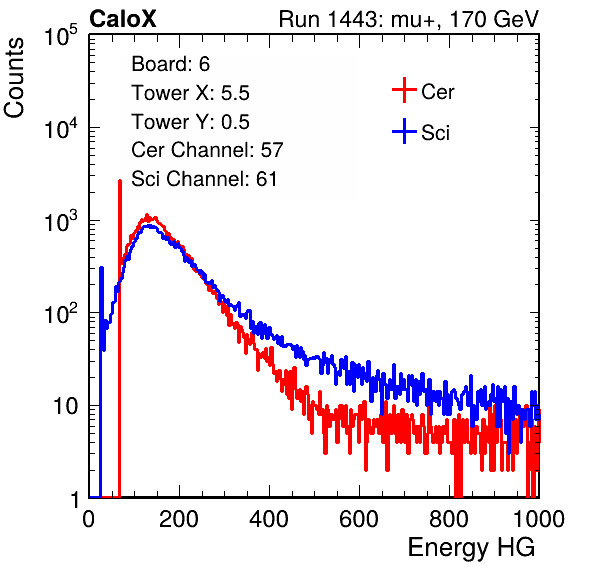 CaloX Run 1443: mu+, 170 GeV
Board: 6
Tower X: 5.5
Tower Y: 0.5
Cer Channel: 57
Sci Channel: 61
Cer
Sci
Counts
10^5
10^4
10^3
10^2
10
1
0 200 400 600 800 1000
Energy HG